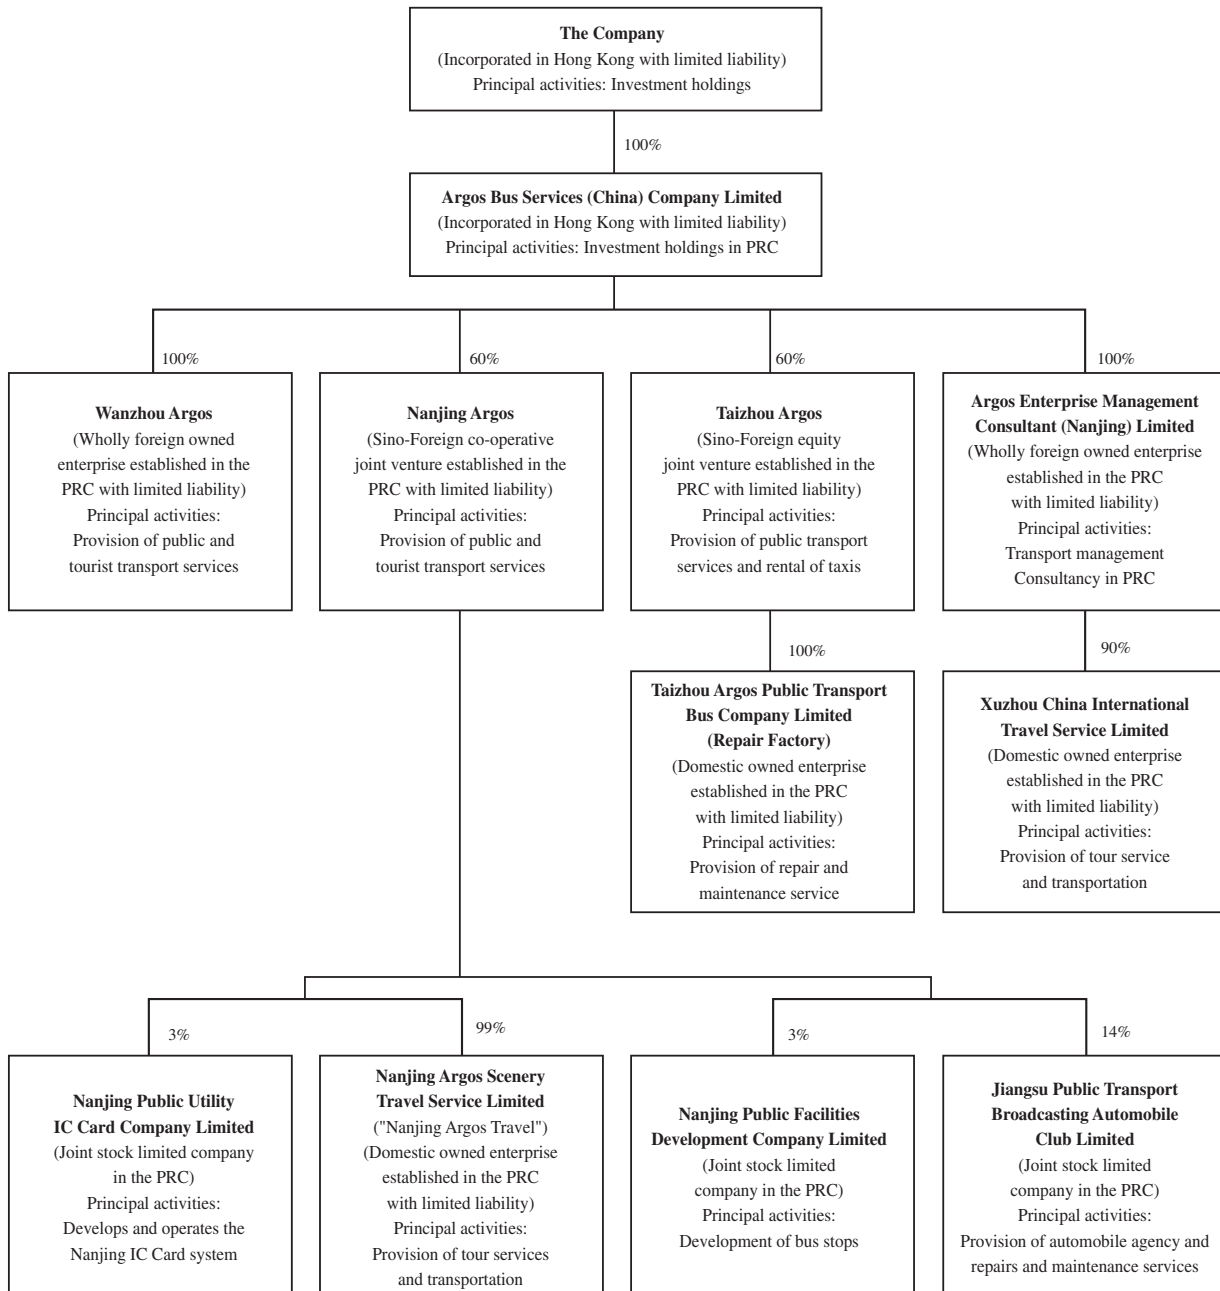 The Company
(Incorporated in Hong Kong with limited liability)
Principal activities: Investment holdings
100%
Argos Bus Services (China) Company Limited
(Incorporated in Hong Kong with limited liability)
Principal activities: Investment holdings in PRC
100%
Wanzhou Argos
(Wholly foreign owned
enterprise established in the
PRC with limited liability)
Principal activities:
Provision of public and
tourist transport services
60%
Nanjing Argos
(Sino-Foreign co-operative
joint venture established in the
PRC with limited liability)
Principal activities:
Provision of public and
tourist transport services
60%
Taizhou Argos
(Sino-Foreign equity
joint venture established in the
PRC with limited liability)
Principal activities:
Provision of public transport
services and rental of taxis
100%
Argos Enterprise Management
Consultant (Nanjing) Limited
(Wholly foreign owned enterprise
established in the PRC
with limited liability)
Principal activities:
Transport management
Consultancy in PRC
100%
Taizhou Argos Public Transport
Bus Company Limited
(Repair Factory)
(Domestic owned enterprise
established in the PRC
with limited liability)
Principal activities:
Provision of repair and
maintenance service
90%
Xuzhou China International
Travel Service Limited
(Domestic owned enterprise
established in the PRC
with limited liability)
Principal activities:
Provision of tour service
and transportation
3%
Nanjing Public Utility
IC Card Company Limited
(Joint stock limited company
in the PRC)
Principal activities:
Develops and operates the
Nanjing IC Card system
99%
Nanjing Argos Scenery
Travel Service Limited
("Nanjing Argos Travel")
(Domestic owned enterprise
established in the PRC
with limited liability)
Principal activities:
Provision of tour services
and transportation
3%
Nanjing Public Facilities
Development Company Limited
(Joint stock limited
company in the PRC)
Principal activities:
Development of bus stops
14%
Jiangsu Public Transport
Broadcasting Automobile
Club Limited
(Joint stock limited
company in the PRC)
Principal activities:
Provision of automobile agency and
repairs and maintenance services